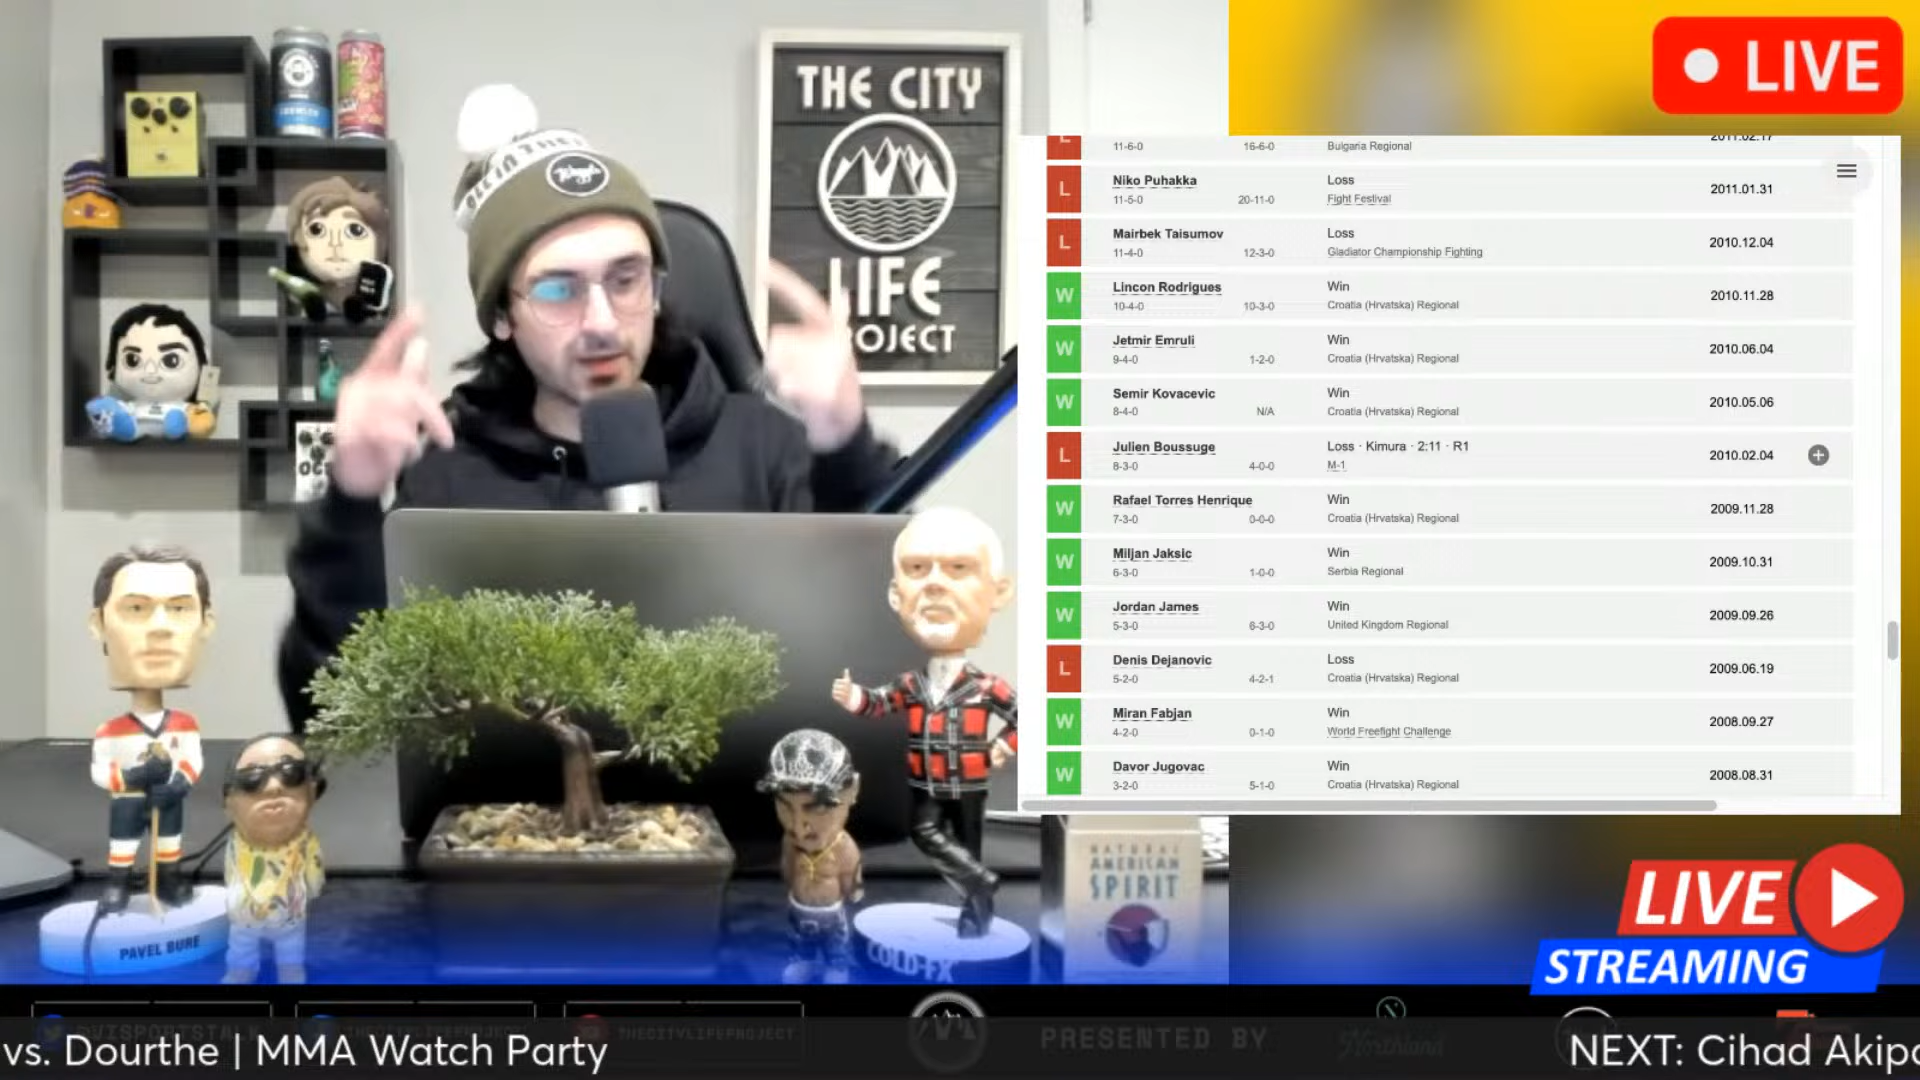 THE CITY
LIFE
PROJECT
LIVE
2011.02.17
11-6-0 16-6-0 Bulgaria Regional
L Niko Puhakka Loss 2011.01.31
11-5-0 20-11-0 Fight Festival
L Mairbek Taisumov Loss 2010.12.04
11-4-0 12-3-0 Gladiator Championship Fighting
W Lincon Rodrigues Win 2010.11.28
10-4-0 10-3-0 Croatia (Hrvatska) Regional
W Jetmir Emruli Win 2010.06.04
9-4-0 1-2-0 Croatia (Hrvatska) Regional
W Semir Kovacevic Win 2010.05.06
8-4-0 N/A Croatia (Hrvatska) Regional
L Julien Boussuge Loss · Kimura · 2:11 · R1 2010.02.04
8-3-0 4-0-0 M-1
W Rafael Torres Henrique Win 2009.11.28
7-3-0 0-0-0 Croatia (Hrvatska) Regional
W Miljan Jaksic Win 2009.10.31
6-3-0 1-0-0 Serbia Regional
W Jordan James Win 2009.09.26
5-3-0 6-3-0 United Kingdom Regional
L Denis Dejanovic Loss 2009.06.19
5-2-0 4-2-1 Croatia (Hrvatska) Regional
W Miran Fabjan Win 2008.09.27
4-2-0 0-1-0 World Freefight Challenge
W Davor Jugovac Win 2008.08.31
3-2-0 5-1-0 Croatia (Hrvatska) Regional
NATURAL
AMERICAN
SPIRIT
PAVEL BURE
COLD-FX
LIVE
STREAMING
@VISPORTSTALK
THECITYLIFEPROJECT
PRESENTED BY
Northland
vs. Dourthe | MMA Watch Party
NEXT: Cihad Akipa